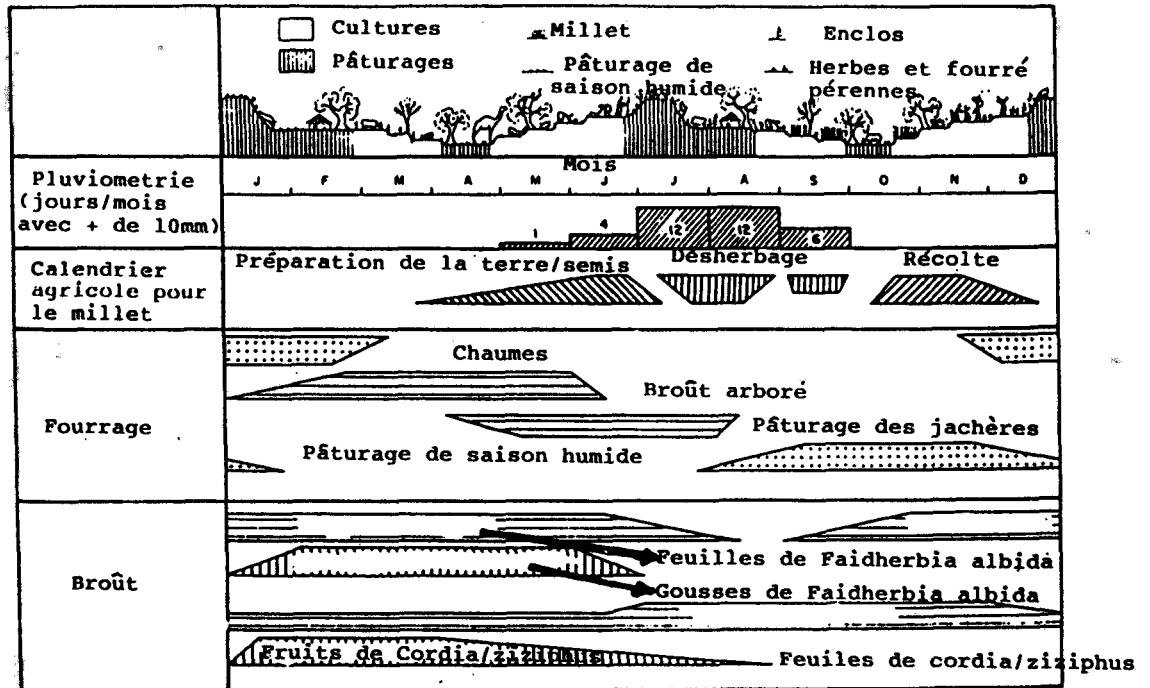 Cultures
Millet
Enclos
Pâturages
Pâturage de
saison humide
Herbes et fourré
pérennes
Mois
J F M A M J J A S O N D
Pluviometrie
(jours/mois
avec + de 10mm)
1 4 12 12 6
Calendrier
agricole pour
le millet
Préparation de la terre/semis
Désherbage
Récolte
Fourrage
Chaumes
Broût arboré
Pâturage des jachères
Pâturage de saison humide
Broût
Feuilles de Faidherbia albida
Gousses de Faidherbia albida
Fruits de Cordia/ziziphus
Feuiles de cordia/ziziphus